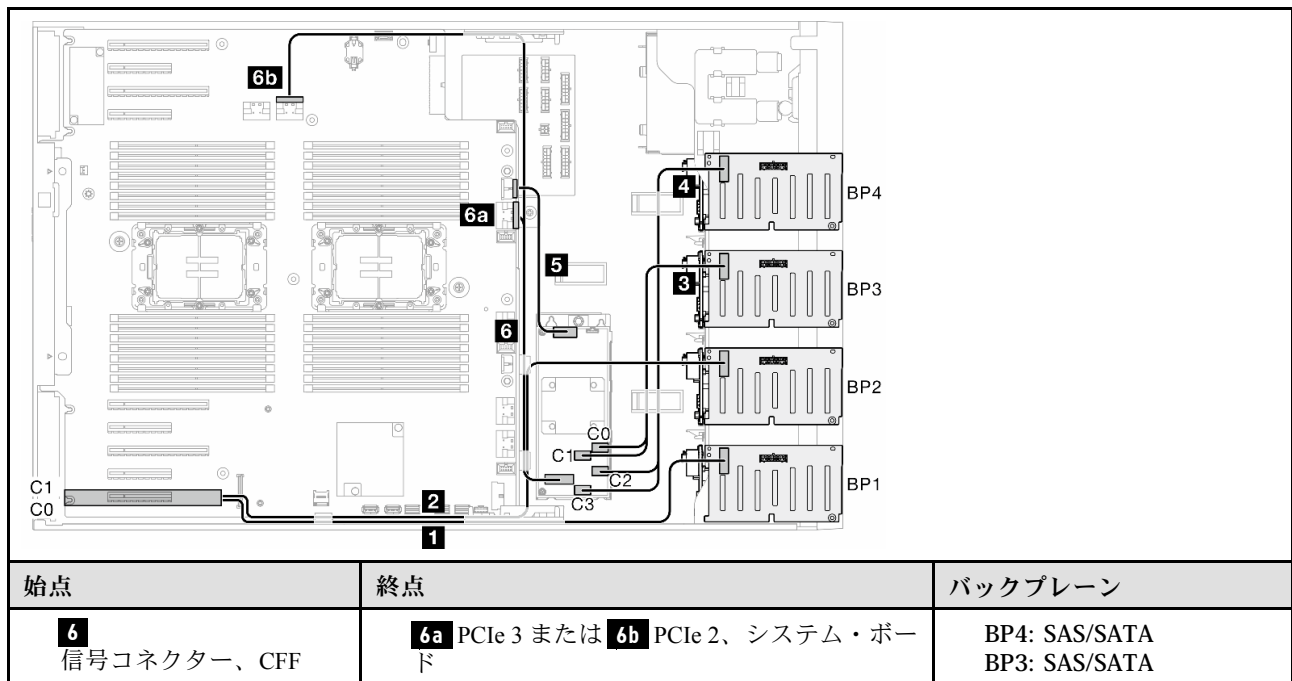 6b
4
BP4
6a
5
3
BP3
6
BP2
C0
C1
C2
C3
BP1
C1
C0
2
1
始点
終点
バックプレーン
6
信号コネクター、CFF
6a PCIe 3 または 6b PCIe 2、システム・ボー
ド
BP4: SAS/SATA
BP3: SAS/SATA